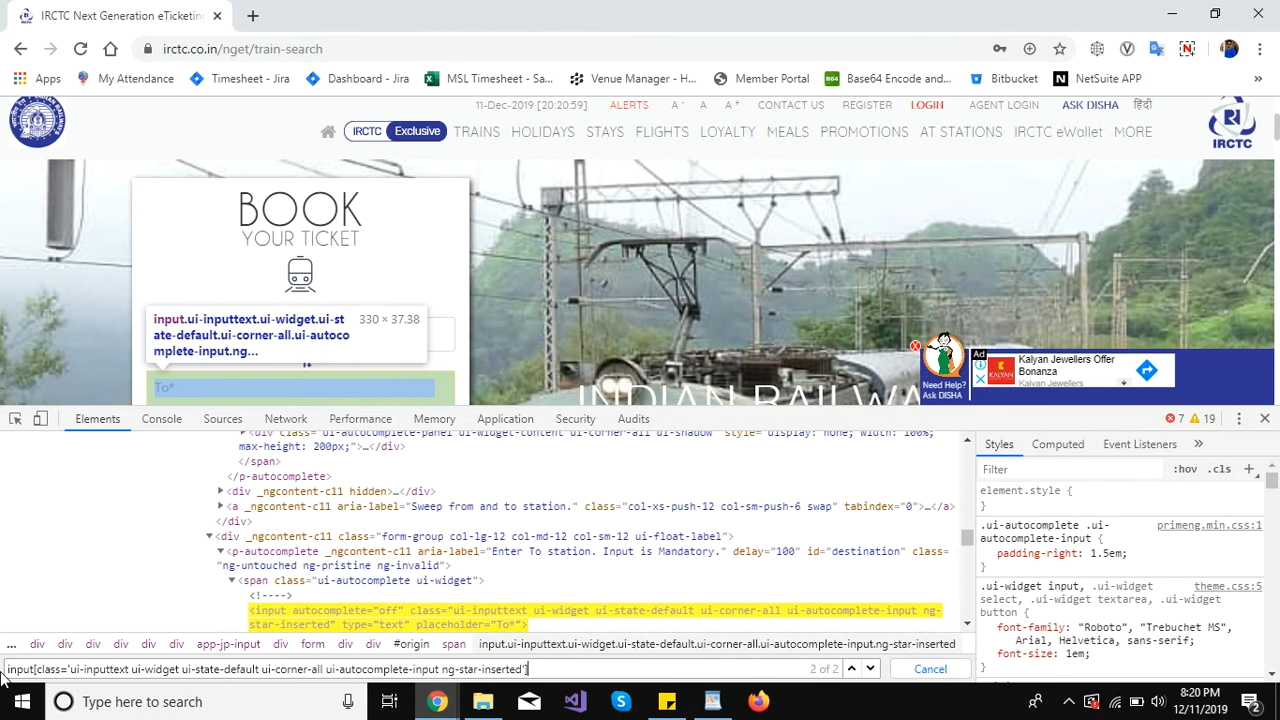 IRCTC Next Generation eTicketing
irctc.co.in/nget/train-search
Apps My Attendance Timesheet - Jira Dashboard - Jira MSL Timesheet - Sa... Venue Manager - H... Member Portal Base64 Encode and... Bitbucket NetSuite APP »
11-Dec-2019 [20:20:59] ALERTS A⁻ A A⁺ CONTACT US REGISTER LOGIN AGENT LOGIN ASK DISHA हिंदी
IRCTC Exclusive TRAINS HOLIDAYS STAYS FLIGHTS LOYALTY MEALS PROMOTIONS AT STATIONS IRCTC eWallet MORE
IRCTC
BOOK
YOUR TICKET
input.ui-inputtext.ui-widget.ui-st 330 × 37.38
ate-default.ui-corner-all.ui-autoco
mplete-input.ng...
To*
INDIAN RAILWA
Need Help?
Ask DISHA
Ad
Kalyan Jewellers Offer
Bonanza
Kalyan Jewellers
KALYAN
Elements Console Sources Network Performance Memory Application Security Audits 7 19
<div class="ui-autocomplete-panel ui-widget-content ui-corner-all ui-shadow" style="display: none; width: 100%;
max-height: 200px;">…</div>
</span>
</p-autocomplete>
<div _ngcontent-c11 hidden>…</div>
<a _ngcontent-c11 aria-label="Sweep from and to station." class="col-xs-push-12 col-sm-push-6 swap" tabindex="0">…</a>
</div>
<div _ngcontent-c11 class="form-group col-lg-12 col-md-12 col-sm-12 ui-float-label">
<p-autocomplete _ngcontent-c11 aria-label="Enter To station. Input is Mandatory." delay="100" id="destination" class=
"ng-untouched ng-pristine ng-invalid">
<span class="ui-autocomplete ui-widget">
<!---->
<input autocomplete="off" class="ui-inputtext ui-widget ui-state-default ui-corner-all ui-autocomplete-input ng-
star-inserted" type="text" placeholder="To*">
... div div div div div app-jp-input div form div div #origin span input.ui-inputtext.ui-widget.ui-state-default.ui-corner-all.ui-autocomplete-input.ng-star-inserted
input[class='ui-inputtext ui-widget ui-state-default ui-corner-all ui-autocomplete-input ng-star-inserted'] 2 of 2 Cancel
Styles Computed Event Listeners »
Filter :hov .cls +
element.style {
}
.ui-autocomplete .ui- primeng.min.css:1
autocomplete-input {
padding-right: 1.5em;
}
.ui-widget input, .ui-widget theme.css:5
select, .ui-widget textarea, .ui-widget
button {
font-family: "Roboto", "Trebuchet MS",
Arial, Helvetica, sans-serif;
font-size: 1em;
Type here to search
8:20 PM
12/11/2019
2